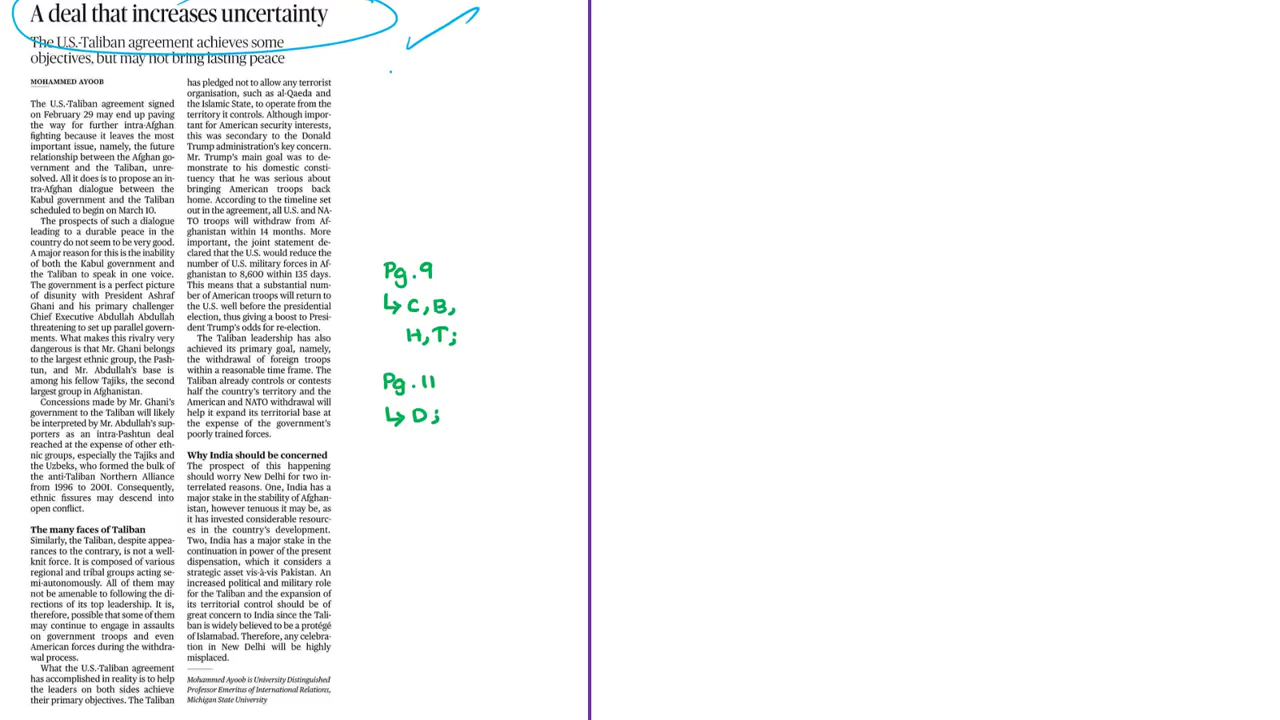 A deal that increases uncertainty
The U.S.-Taliban agreement achieves some
objectives, but may not bring lasting peace
MOHAMMED AYOOB
The U.S.-Taliban agreement signed
on February 29 may end up paving
the way for further intra-Afghan
fighting because it leaves the most
important issue, namely, the future
relationship between the Afghan go-
vernment and the Taliban, unre-
solved. All it does is to propose an in-
tra-Afghan dialogue between the
Kabul government and the Taliban
scheduled to begin on March 10.
The prospects of such a dialogue
leading to a durable peace in the
country do not seem to be very good.
A major reason for this is the inability
of both the Kabul government and
the Taliban to speak in one voice.
The government is a perfect picture
of disunity with President Ashraf
Ghani and his primary challenger
Chief Executive Abdullah Abdullah
threatening to set up parallel govern-
ments. What makes this rivalry very
dangerous is that Mr. Ghani belongs
to the largest ethnic group, the Pash-
tun, and Mr. Abdullah's base is
among his fellow Tajiks, the second
largest group in Afghanistan.
Concessions made by Mr. Ghani's
government to the Taliban will likely
be interpreted by Mr. Abdullah's sup-
porters as an intra-Pashtun deal
reached at the expense of other eth-
nic groups, especially the Tajiks and
the Uzbeks, who formed the bulk of
the anti-Taliban Northern Alliance
from 1996 to 2001. Consequently,
ethnic fissures may descend into
open conflict.
The many faces of Taliban
Similarly, the Taliban, despite appea-
rances to the contrary, is not a well-
knit force. It is composed of various
regional and tribal groups acting se-
mi-autonomously. All of them may
not be amenable to following the di-
rections of its top leadership. It is,
therefore, possible that some of them
may continue to engage in assaults
on government troops and even
American forces during the withdra-
wal process.
What the U.S.-Taliban agreement
has accomplished in reality is to help
the leaders on both sides achieve
their primary objectives. The Taliban
has pledged not to allow any terrorist
organisation, such as al-Qaeda and
the Islamic State, to operate from the
territory it controls. Although impor-
tant for American security interests,
this was secondary to the Donald
Trump administration's key concern.
Mr. Trump's main goal was to de-
monstrate to his domestic consti-
tuency that he was serious about
bringing American troops back
home. According to the timeline set
out in the agreement, all U.S. and NA-
TO troops will withdraw from Af-
ghanistan within 14 months. More
important, the joint statement de-
clared that the U.S. would reduce the
number of U.S. military forces in Af-
ghanistan to 8,600 within 135 days.
This means that a substantial num-
ber of American troops will return to
the U.S. well before the presidential
election, thus giving a boost to Presi-
dent Trump's odds for re-election.
The Taliban leadership has also
achieved its primary goal, namely,
the withdrawal of foreign troops
within a reasonable time frame. The
Taliban already controls or contests
half the country's territory and the
American and NATO withdrawal will
help it expand its territorial base at
the expense of the government's
poorly trained forces.
Why India should be concerned
The prospect of this happening
should worry New Delhi for two in-
terrelated reasons. One, India has a
major stake in the stability of Afghan-
istan, however tenuous it may be, as
it has invested considerable resourc-
es in the country's development.
Two, India has a major stake in the
continuation in power of the present
dispensation, which it considers a
strategic asset vis-à-vis Pakistan. An
increased political and military role
for the Taliban and the expansion of
its territorial control should be of
great concern to India since the Tali-
ban is widely believed to be a protégé
of Islamabad. Therefore, any celebra-
tion in New Delhi will be highly
misplaced.
Mohammed Ayoob is University Distinguished
Professor Emeritus of International Relations,
Michigan State University
Pg. 9
↳ C, B,
H, T;
Pg. 11
↳ D;